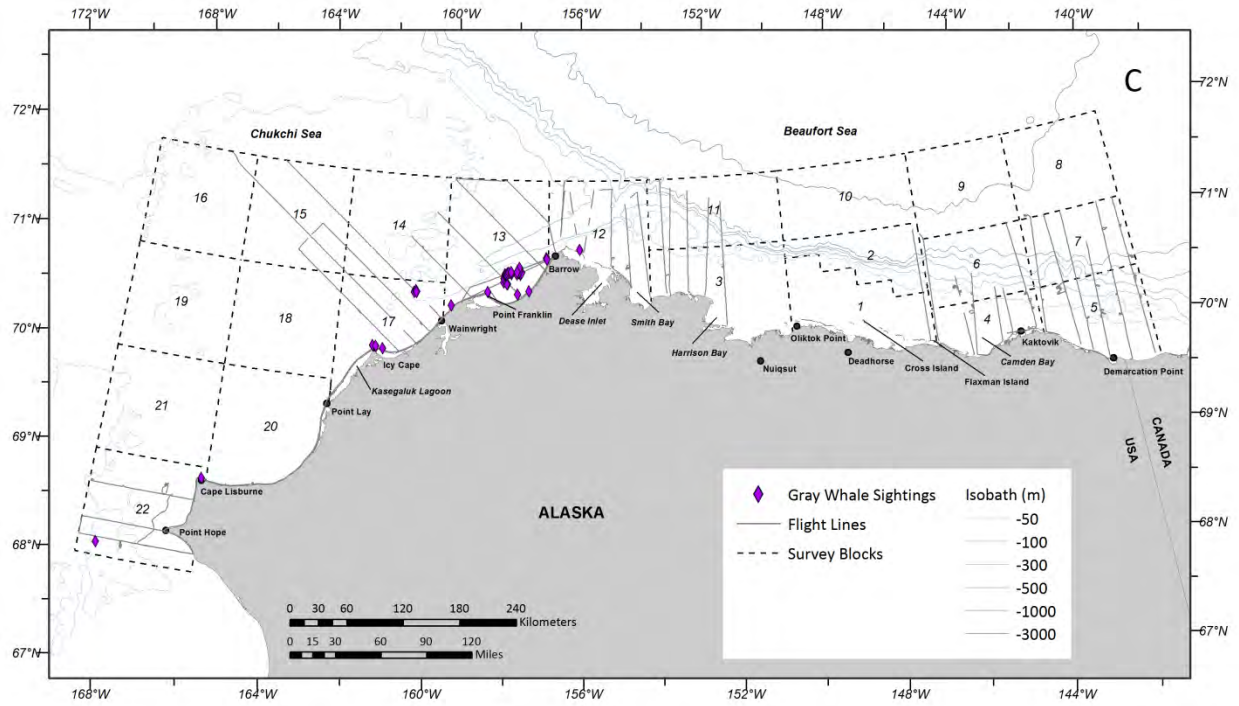 172°W 168°W 164°W 160°W 156°W 152°W 148°W 144°W 140°W
C
72°N
72°N
Chukchi Sea
Beaufort Sea
8
16
9
10
71°N
71°N
15
14
11
13
12
7
2
6
19
18
3
Barrow
5
17
1
4
70°N
70°N
Point Franklin
Wainwright
Dease Inlet
Smith Bay
Oliktok Point
Kaktovik
Harrison Bay
Deadhorse
Camden Bay
Icy Cape
Cross Island
Nuiqsut
Demarcation Point
Flaxman Island
Kasegaluk Lagoon
21
20
Point Lay
69°N
69°N
CANADA
USA
Cape Lisburne
22
Point Hope
ALASKA
68°N
68°N
Gray Whale Sightings
Flight Lines
Survey Blocks
Isobath (m)
-50
-100
-300
-500
-1000
-3000
0 30 60 120 180 240
Kilometers
0 15 30 60 90 120
Miles
67°N
67°N
168°W 164°W 160°W 156°W 152°W 148°W 144°W